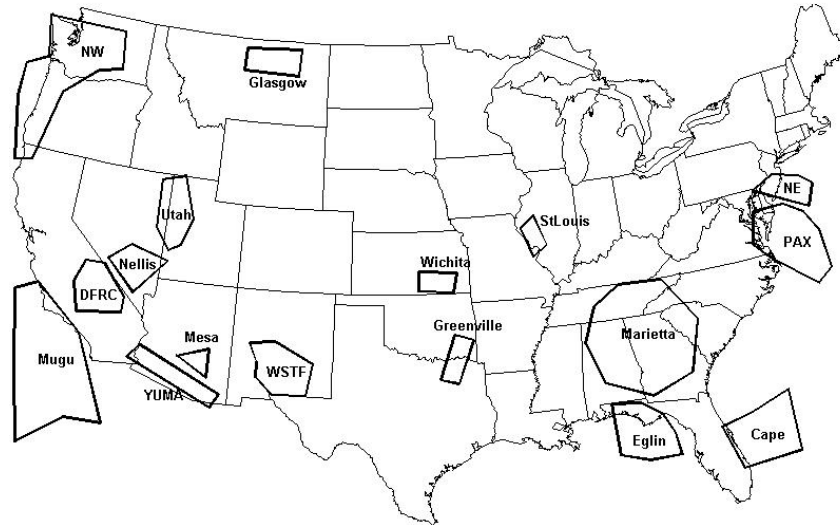 NW
Glasgow
NE
Utah
StLouis
PAX
Nellis
Wichita
DFRC
Greenville
Mesa
Marietta
Mugu
WSTF
YUMA
Cape
Eglin